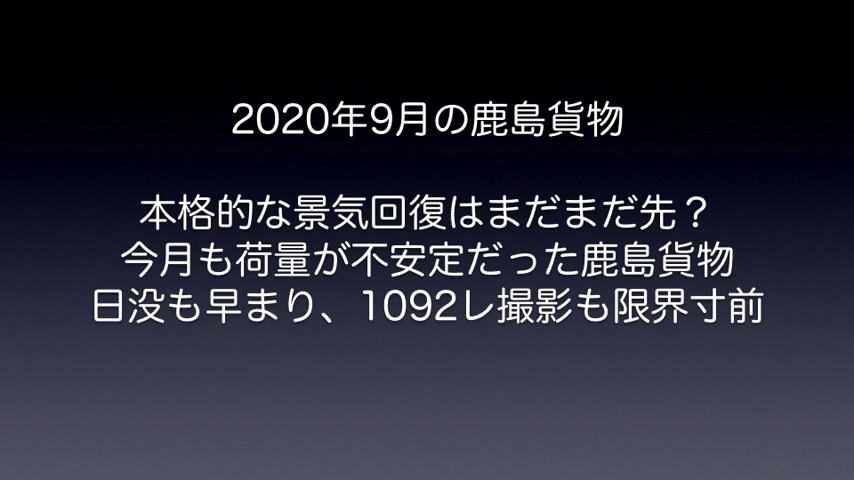 2020年9月の鹿島貨物
本格的な景気回復はまだまだ先？
今月も荷量が不安定だった鹿島貨物
日没も早まり、1092レ撮影も限界寸前